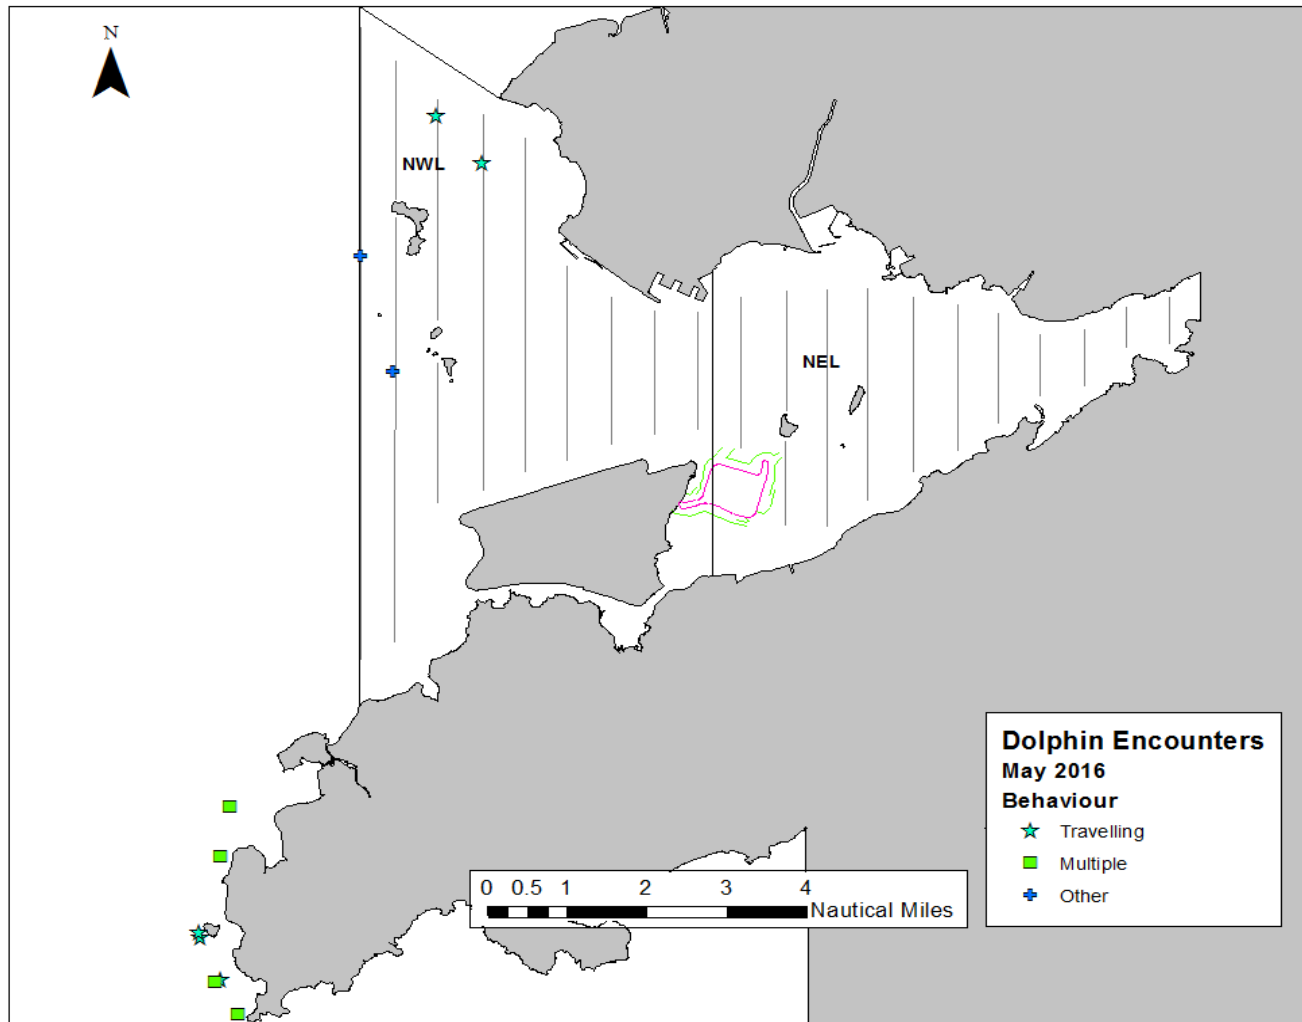 N
NWL
NEL
Dolphin Encounters
May 2016
Behaviour
Travelling
Multiple
Other
0 0.5 1 2 3 4
Nautical Miles